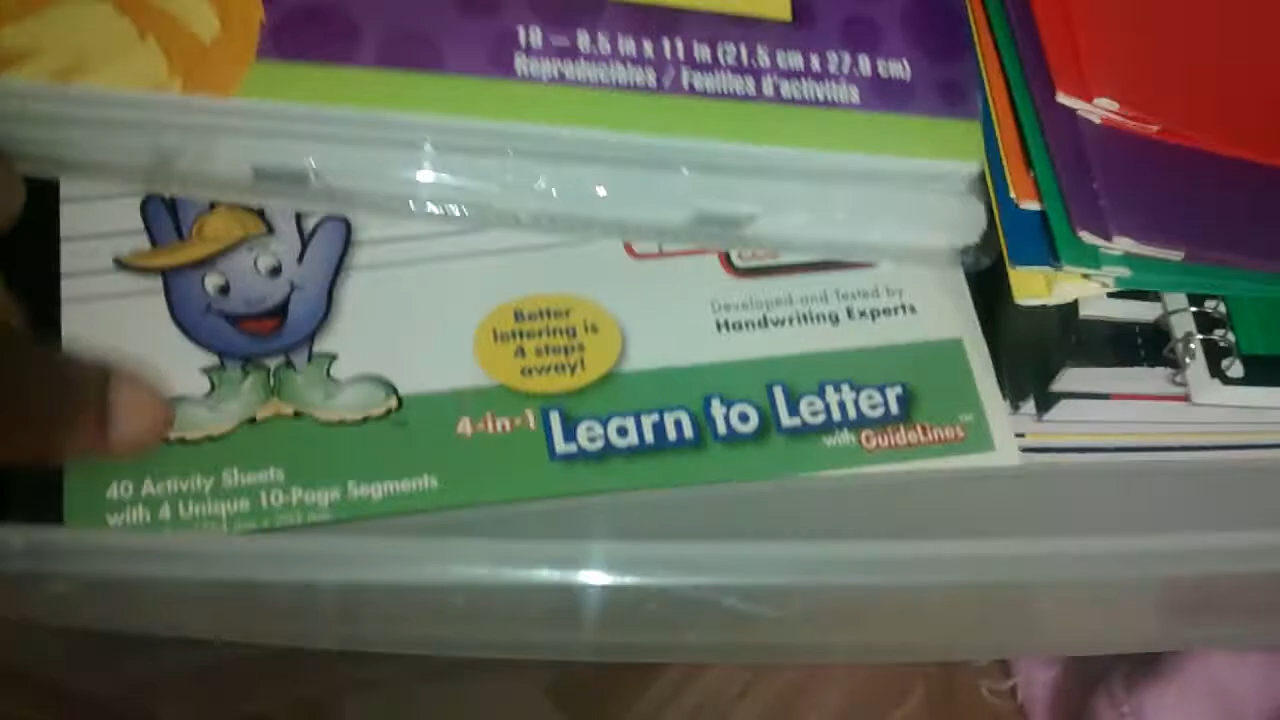 18 - 8.5 in x 11 in (21.5 cm x 27.9 cm)
Reproducibles / Feuilles d'activités
Better
lettering is
4 steps
away!
Developed and Tested by
Handwriting Experts
4-in-1 Learn to Letter
with GuideLines™
40 Activity Sheets
with 4 Unique 10-Page Segments